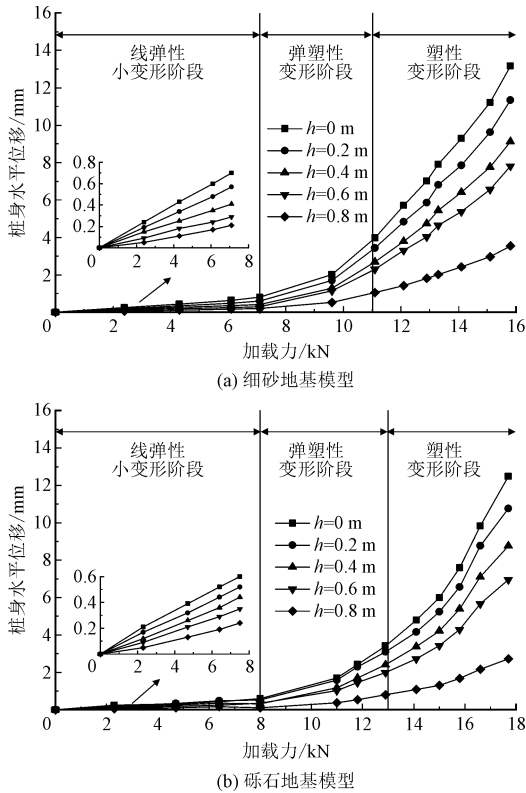 16
14
12
10
8
6
4
2
0
桩身水平位移/mm
线弹性
小变形阶段
弹塑性
变形阶段
塑性
变形阶段
h=0 m
h=0.2 m
h=0.4 m
h=0.6 m
h=0.8 m
0.8
0.6
0.4
0.2
0 2 4 6 8
0 2 4 6 8 10 12 14 16
加载力/kN
(a) 细砂地基模型
16
14
12
10
8
6
4
2
0
桩身水平位移/mm
线弹性
小变形阶段
弹塑性
变形阶段
塑性
变形阶段
h=0 m
h=0.2 m
h=0.4 m
h=0.6 m
h=0.8 m
0.6
0.4
0.2
0 2 4 6 8
0 2 4 6 8 10 12 14 16 18
加载力/kN
(b) 砾石地基模型